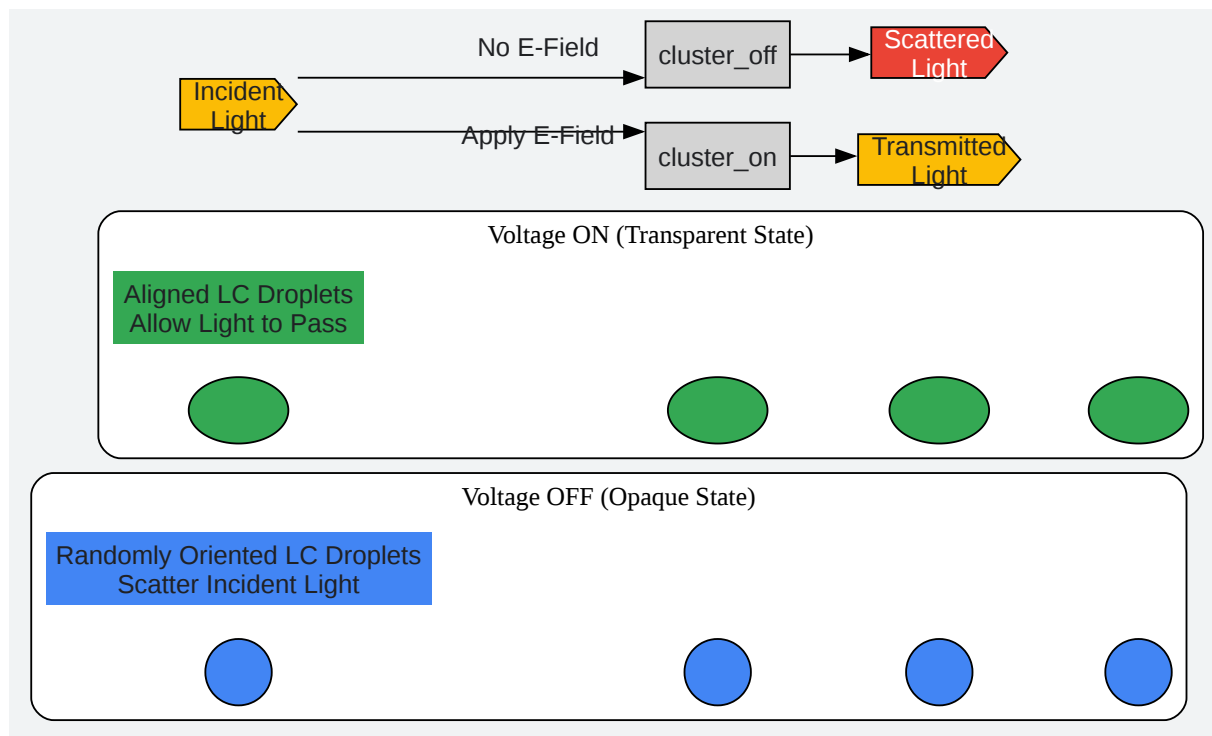 No E-Field
cluster_off
Scattered
Light
Incident
Light
Apply E-Field
cluster_on
Transmitted
Light
Voltage ON (Transparent State)
Aligned LC Droplets
Allow Light to Pass
Voltage OFF (Opaque State)
Randomly Oriented LC Droplets
Scatter Incident Light